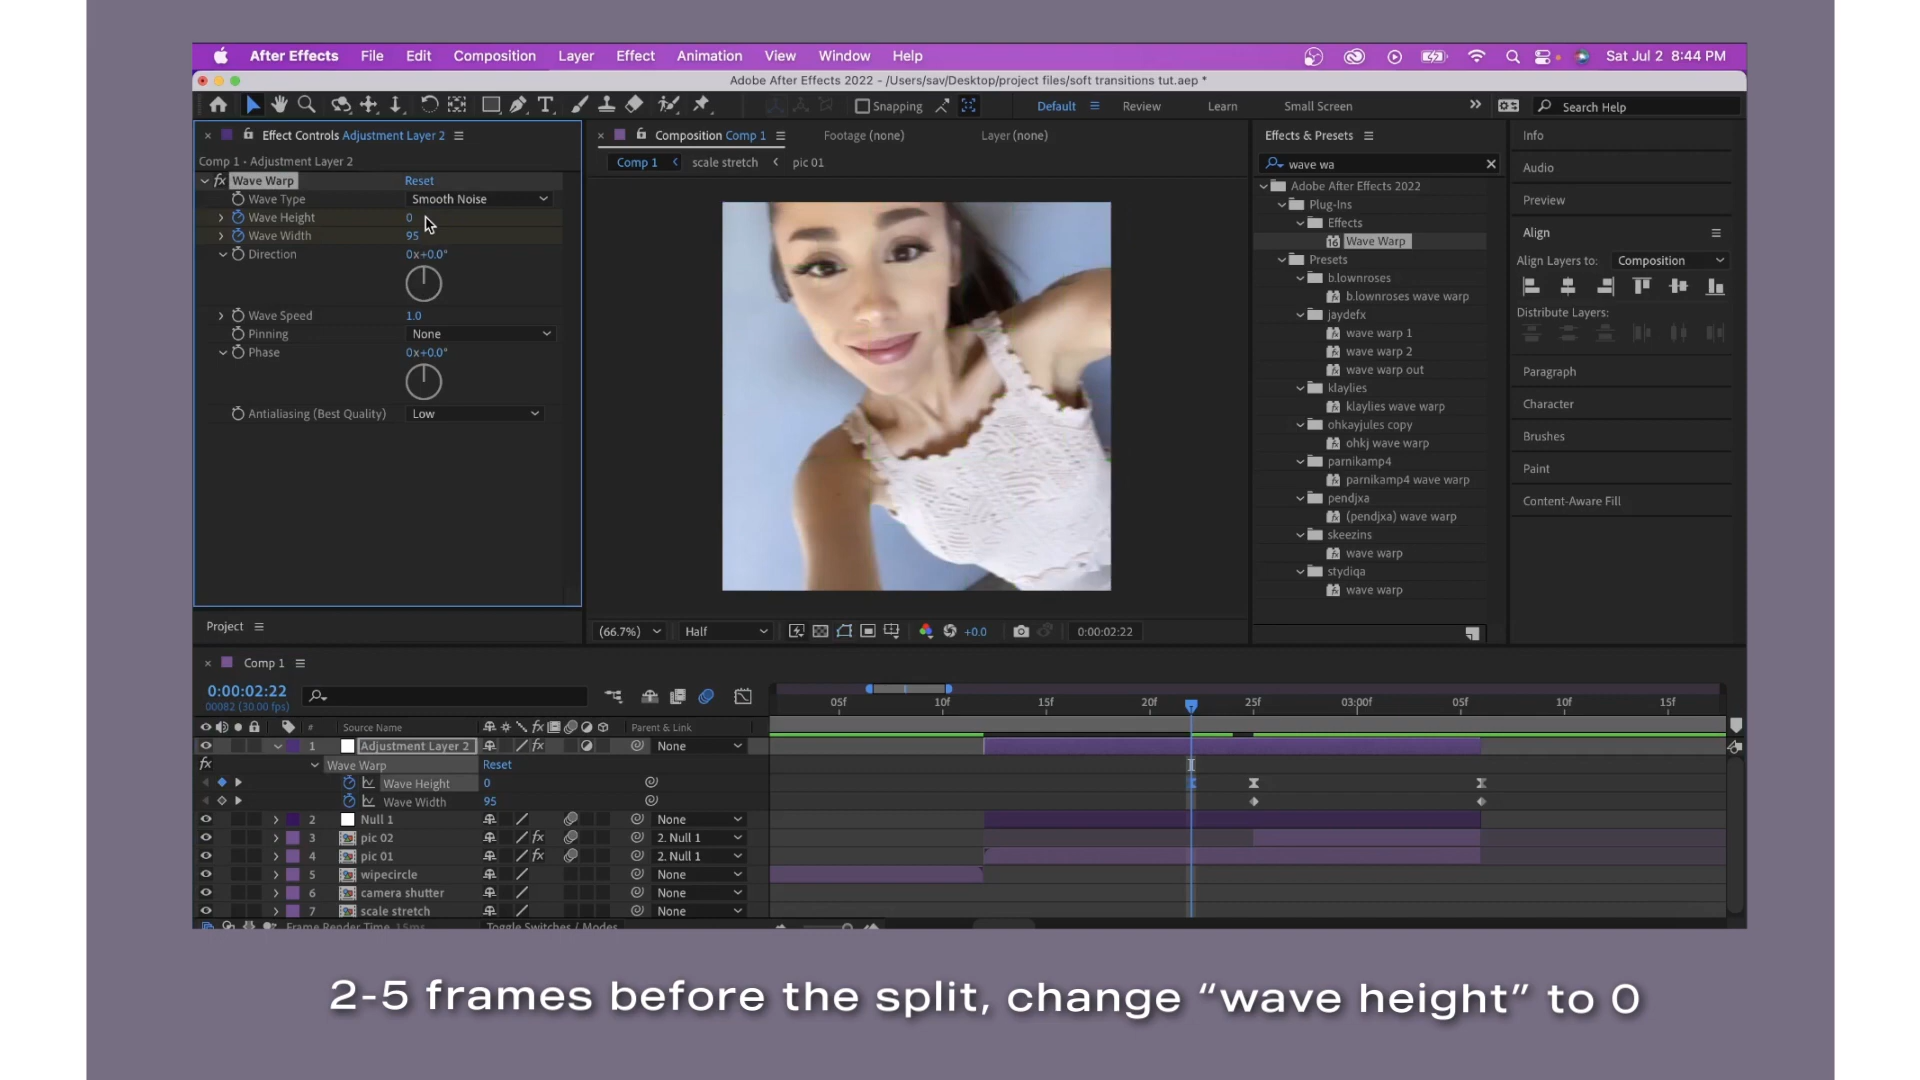 After Effects File Edit Composition Layer Effect Animation View Window Help Sat Jul 2 8:44 PM
Adobe After Effects 2022 - /Users/sav/Desktop/project files/soft transitions tut.aep *
Snapping Default Review Learn Small Screen Search Help
Effect Controls Adjustment Layer 2
Comp 1 - Adjustment Layer 2
fx Wave Warp Reset
Wave Type Smooth Noise
Wave Height 0
Wave Width 95
Direction 0x+0.0°
Wave Speed 1.0
Pinning None
Phase 0x+0.0°
Antialiasing (Best Quality) Low
Project
Composition Comp 1 Footage (none) Layer (none)
Comp 1 scale stretch pic 01
(66.7%) Half +0.0 0:00:02:22
Effects & Presets
wave wa
Adobe After Effects 2022
Plug-Ins
Effects
Wave Warp
Presets
b.lownroses
b.lownroses wave warp
jaydefx
wave warp 1
wave warp 2
wave warp out
klaylies
klaylies wave warp
ohkayjules copy
ohkj wave warp
parnikamp4
parnikamp4 wave warp
pendjxa
(pendjxa) wave warp
skeezins
wave warp
stydiqa
wave warp
Info
Audio
Preview
Align
Align Layers to: Composition
Distribute Layers:
Paragraph
Character
Brushes
Paint
Content-Aware Fill
Comp 1
0:00:02:22
00082 (30.00 fps)
05f 10f 15f 20f 25f 03:00f 05f 10f 15f
# Source Name fx Parent & Link
1 Adjustment Layer 2 fx None
fx Wave Warp Reset
Wave Height 0
Wave Width 95
2 Null 1 None
3 pic 02 fx 2. Null 1
4 pic 01 fx 2. Null 1
5 wipecircle None
6 camera shutter None
7 scale stretch None
Frame Render Time 15ms Toggle Switches / Modes
2-5 frames before the split, change “wave height” to 0